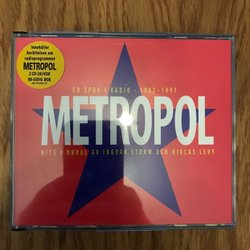 Innehåller
berättelsen om
radioprogrammet
METROPOL
2 CD-SKIVOR
80-SIDIG BOK
EN EPOK I RADIO - 1982-1991
METROPOL
HITS I URVAL AV INGVAR STORM OCH NIKLAS LEVY